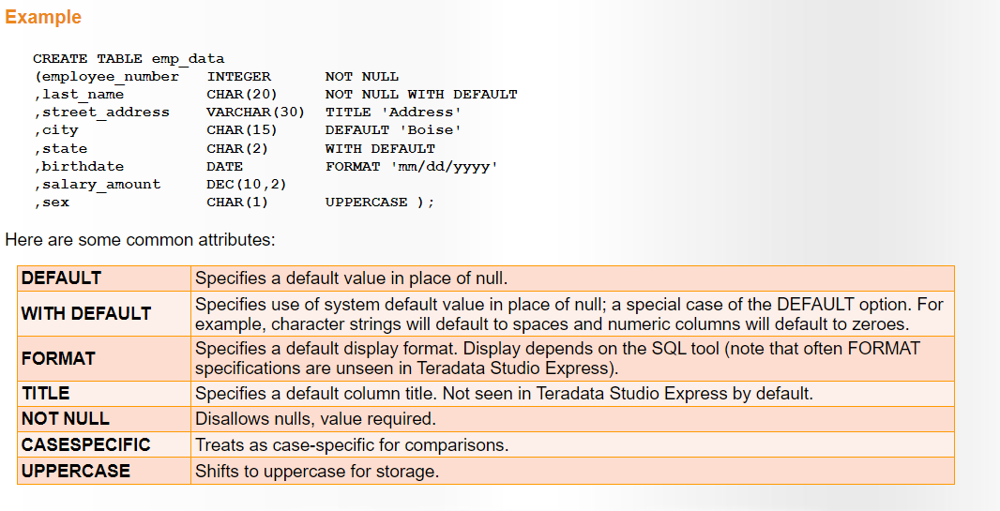 Example
CREATE TABLE emp_data
(employee_number INTEGER NOT NULL
,last_name CHAR(20) NOT NULL WITH DEFAULT
,street_address VARCHAR(30) TITLE 'Address'
,city CHAR(15) DEFAULT 'Boise'
,state CHAR(2) WITH DEFAULT
,birthdate DATE FORMAT 'mm/dd/yyyy'
,salary_amount DEC(10,2)
,sex CHAR(1) UPPERCASE );
Here are some common attributes:
DEFAULT Specifies a default value in place of null.
WITH DEFAULT Specifies use of system default value in place of null; a special case of the DEFAULT option. For
example, character strings will default to spaces and numeric columns will default to zeroes.
FORMAT Specifies a default display format. Display depends on the SQL tool (note that often FORMAT
specifications are unseen in Teradata Studio Express).
TITLE Specifies a default column title. Not seen in Teradata Studio Express by default.
NOT NULL Disallows nulls, value required.
CASESPECIFIC Treats as case-specific for comparisons.
UPPERCASE Shifts to uppercase for storage.